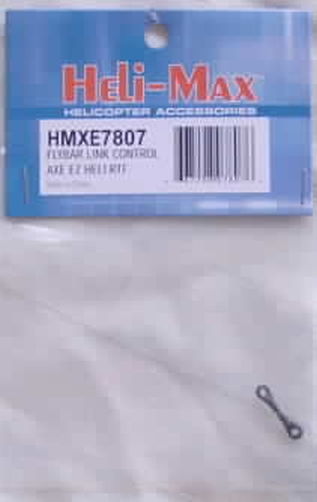 HELI-MAX
HELICOPTER ACCESSORIES
HMXE7807
FLYBAR LINK CONTROL
AXE EZ HELI RTF